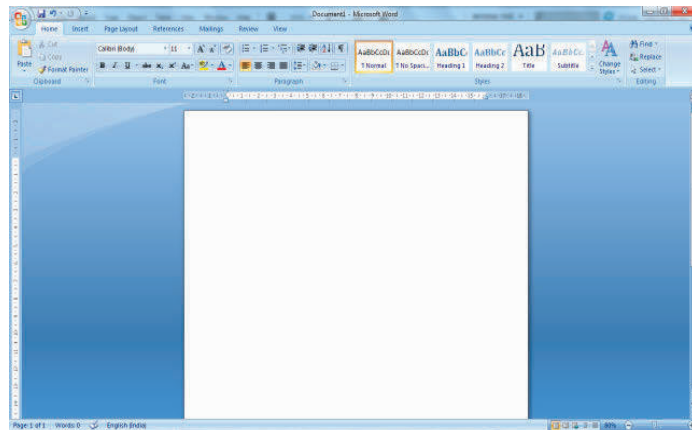 Document1 - Microsoft Word
Home Insert Page Layout References Mailings Review View
Cut
Copy
Paste
Format Painter
Clipboard
Calibri (Body) 11
Font
Paragraph
AaBbCcDc AaBbCcDc AaBbC AaBbCc AaB AaBbCc.
¶ Normal ¶ No Spaci... Heading 1 Heading 2 Title Subtitle
Change
Styles
Styles
Find
Replace
Select
Editing
Page: 1 of 1 Words: 0 English (India) 80%